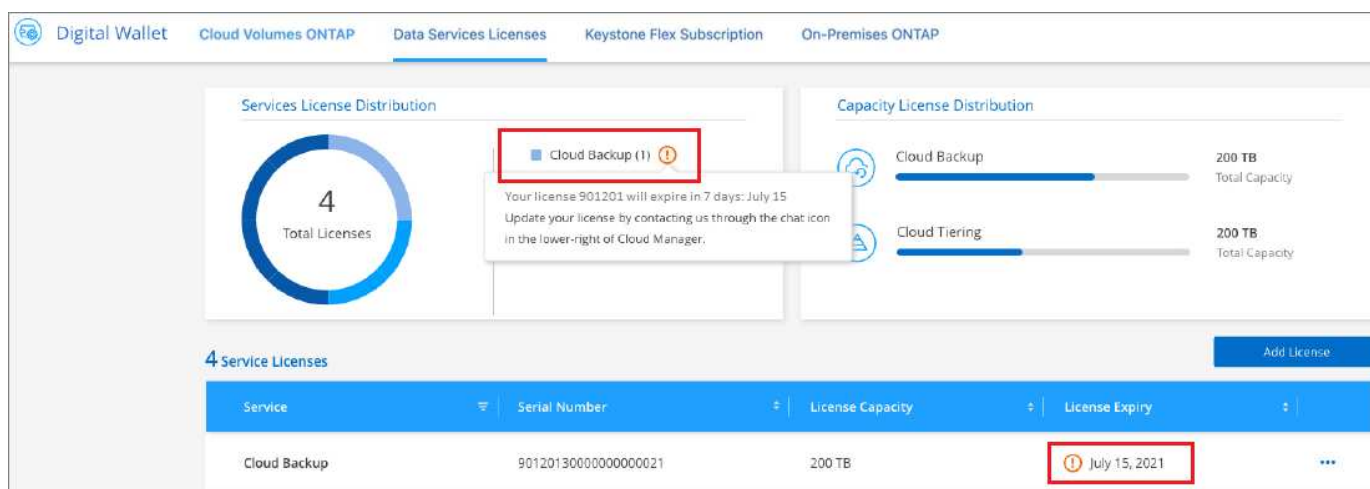 Digital Wallet
Cloud Volumes ONTAP
Data Services Licenses
Keystone Flex Subscription
On-Premises ONTAP
Services License Distribution
4
Total Licenses
Cloud Backup (1)
Your license 901201 will expire in 7 days: July 15
Update your license by contacting us through the chat icon
in the lower-right of Cloud Manager.
Capacity License Distribution
Cloud Backup
200 TB
Total Capacity
Cloud Tiering
200 TB
Total Capacity
4 Service Licenses
Add License
Service
Serial Number
License Capacity
License Expiry
Cloud Backup
90120130000000000021
200 TB
July 15, 2021